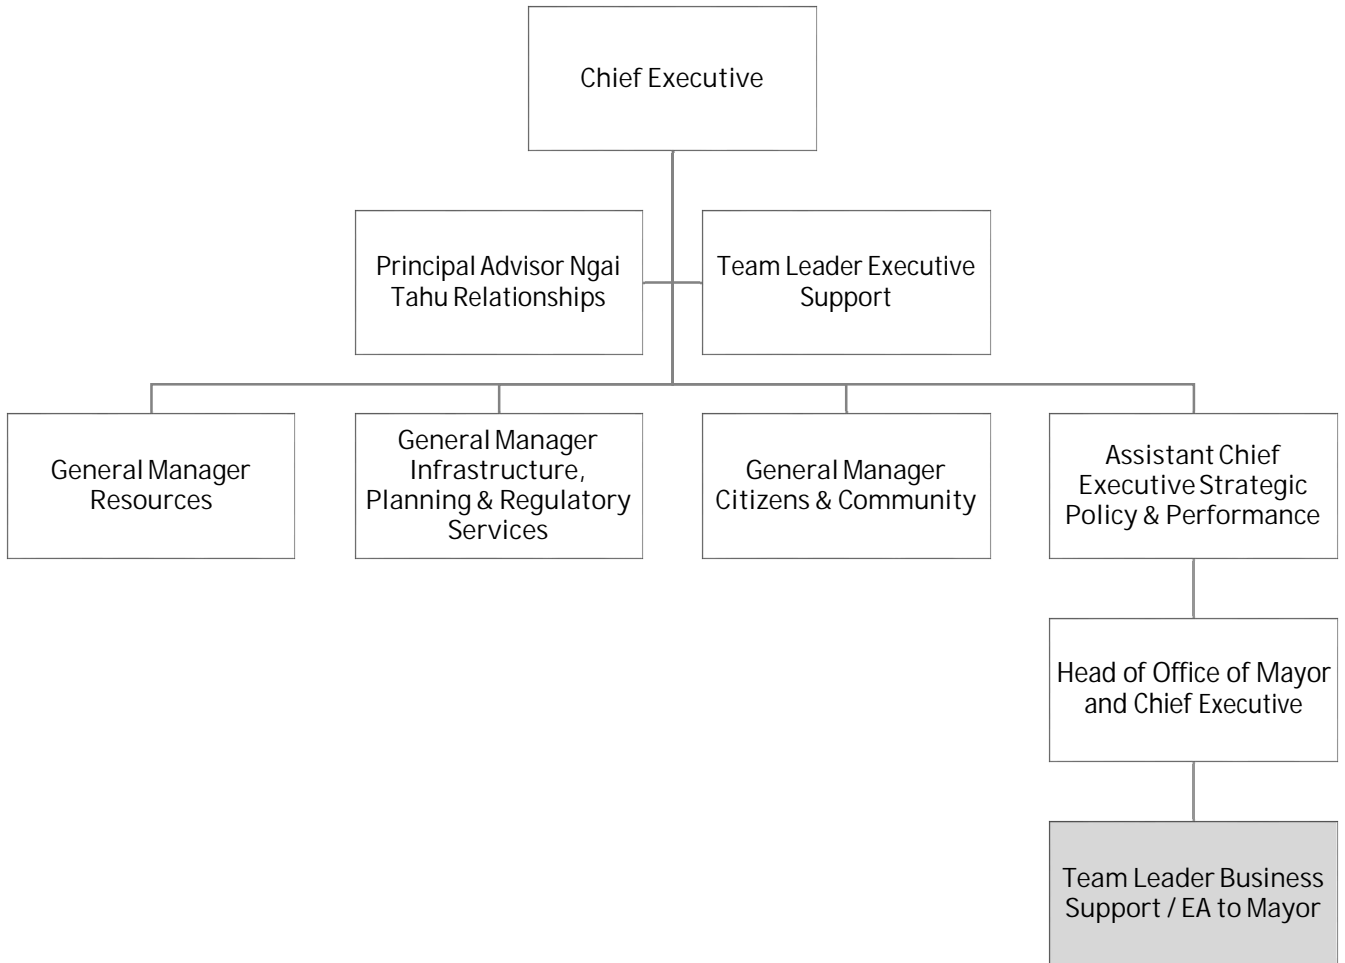 Chief Executive
Principal Advisor Ngai
Tahu Relationships
Team Leader Executive
Support
General Manager
Resources
General Manager
Infrastructure,
Planning & Regulatory
Services
General Manager
Citizens & Community
Assistant Chief
Executive Strategic
Policy & Performance
Head of Office of Mayor
and Chief Executive
Team Leader Business
Support / EA to Mayor